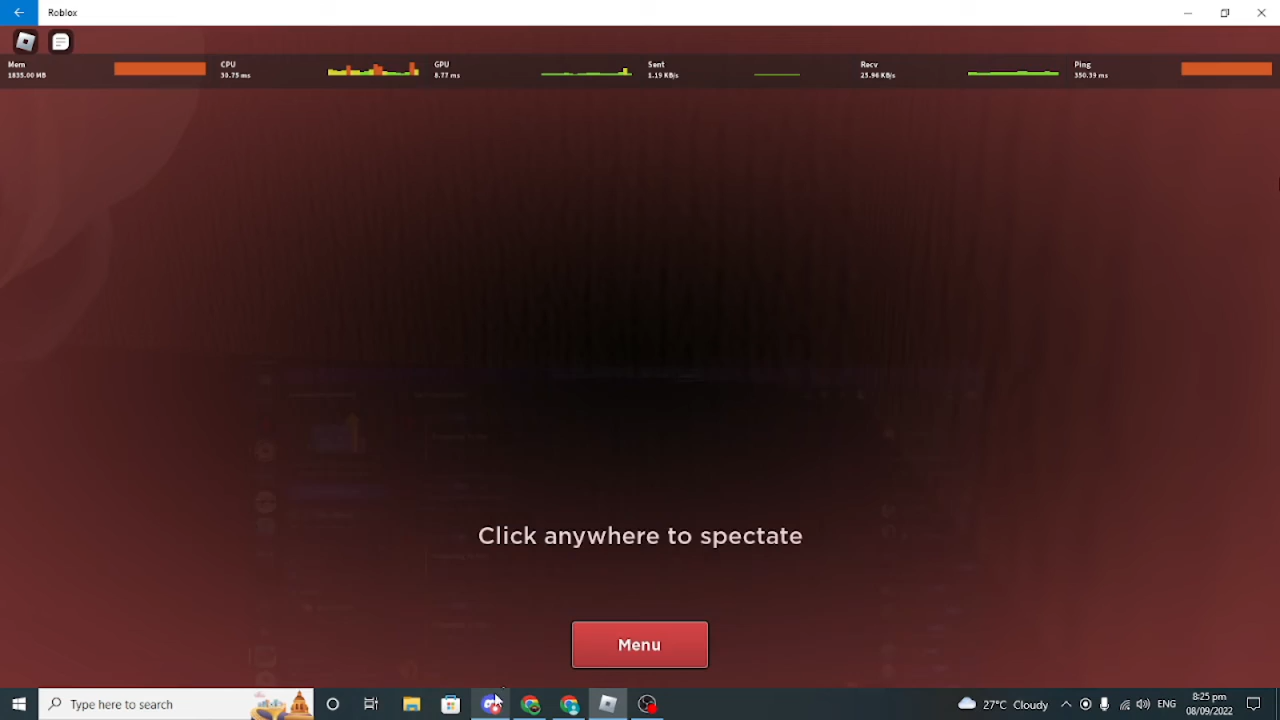 Roblox
Mem CPU GPU Sent Recv Ping
1835.00 MB 30.75 ms 8.77 ms 1.19 KB/s 25.96 KB/s 350.39 ms
Click anywhere to spectate
Menu
Type here to search
27°C Cloudy
ENG
8:25 pm
08/09/2022